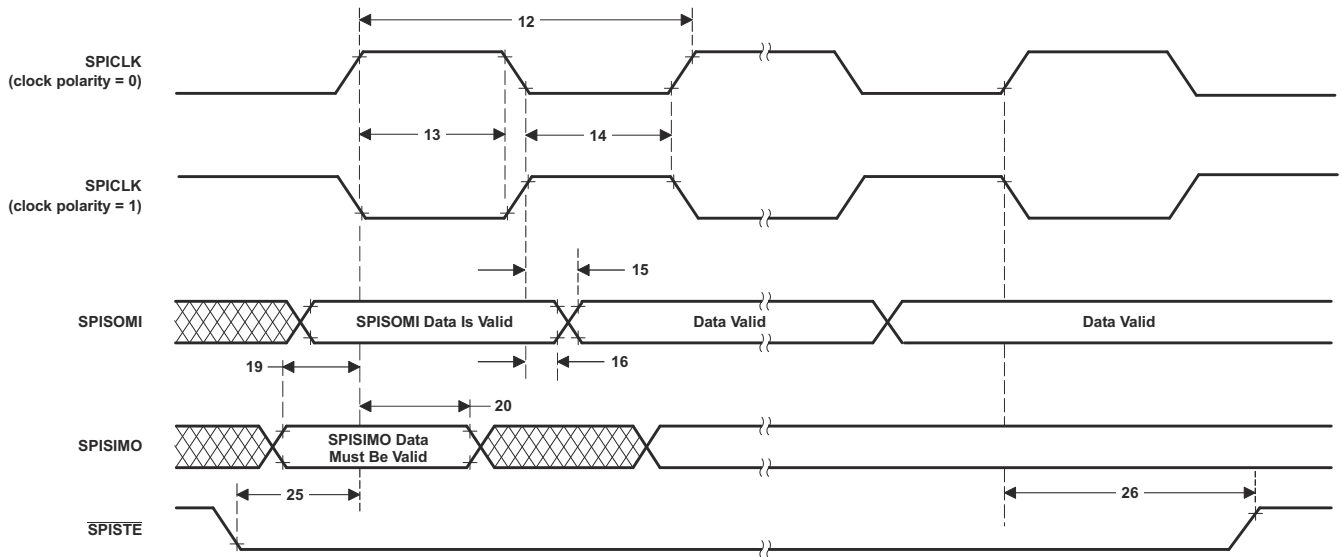 12
SPICLK
(clock polarity = 0)
13
14
SPICLK
(clock polarity = 1)
15
SPISOMI
SPISOMI Data Is Valid
Data Valid
Data Valid
16
19
20
SPISIMO
SPISIMO Data
Must Be Valid
25
26
SPISTE